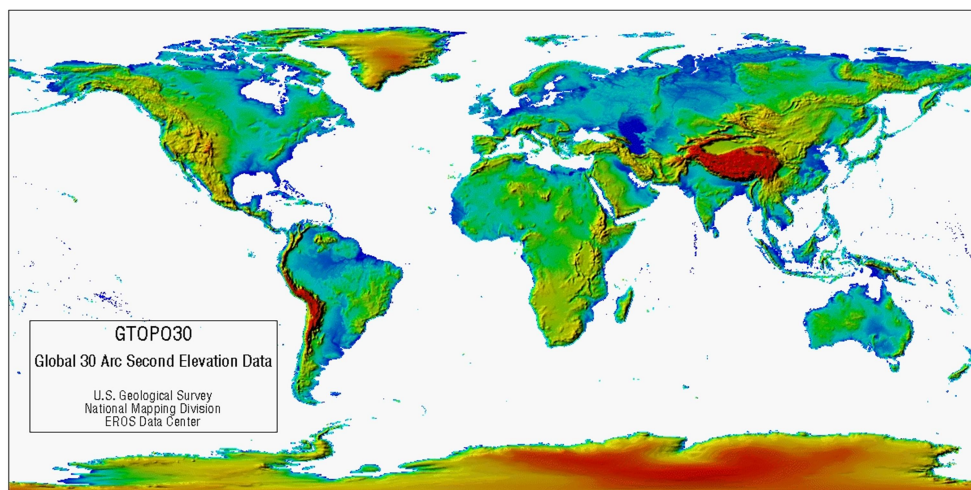 GTOPO30
Global 30 Arc Second Elevation Data
U.S. Geological Survey
National Mapping Division
EROS Data Center